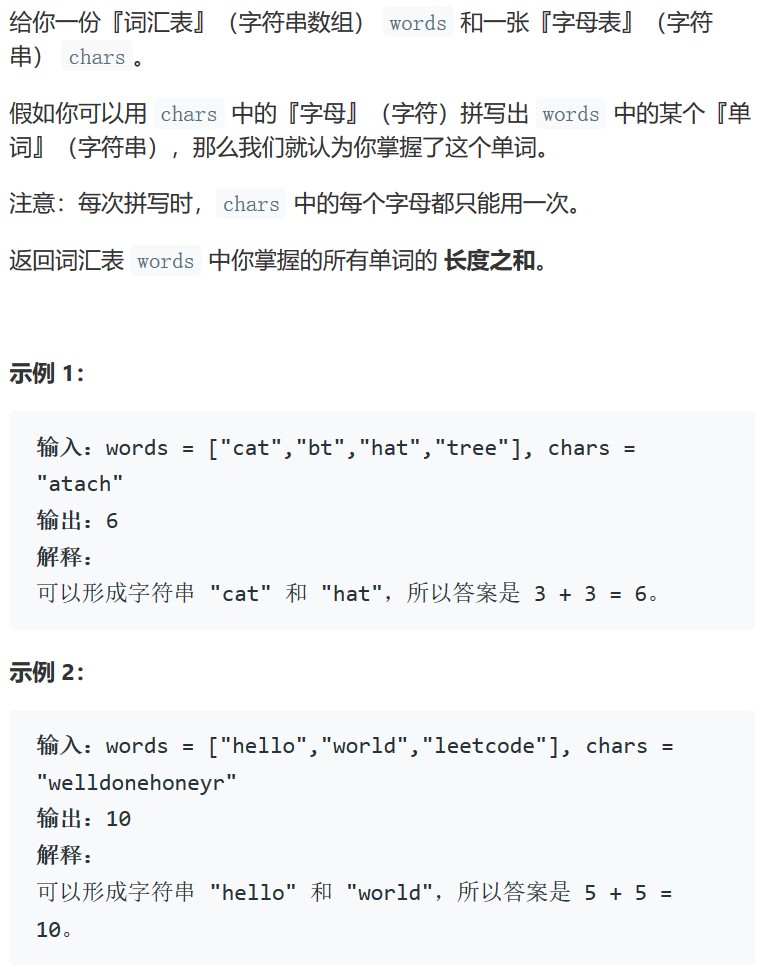 给你一份『词汇表』（字符串数组） words 和一张『字母表』（字符
串） chars 。
假如你可以用 chars 中的『字母』（字符）拼写出 words 中的某个『单
词』（字符串），那么我们就认为你掌握了这个单词。
注意：每次拼写时， chars 中的每个字母都只能用一次。
返回词汇表 words 中你掌握的所有单词的 长度之和。
示例 1：
输入：words = ["cat","bt","hat","tree"], chars =
"atach"
输出：6
解释：
可以形成字符串 "cat" 和 "hat"，所以答案是 3 + 3 = 6。
示例 2：
输入：words = ["hello","world","leetcode"], chars =
"welldonehoneyr"
输出：10
解释：
可以形成字符串 "hello" 和 "world"，所以答案是 5 + 5 =
10。